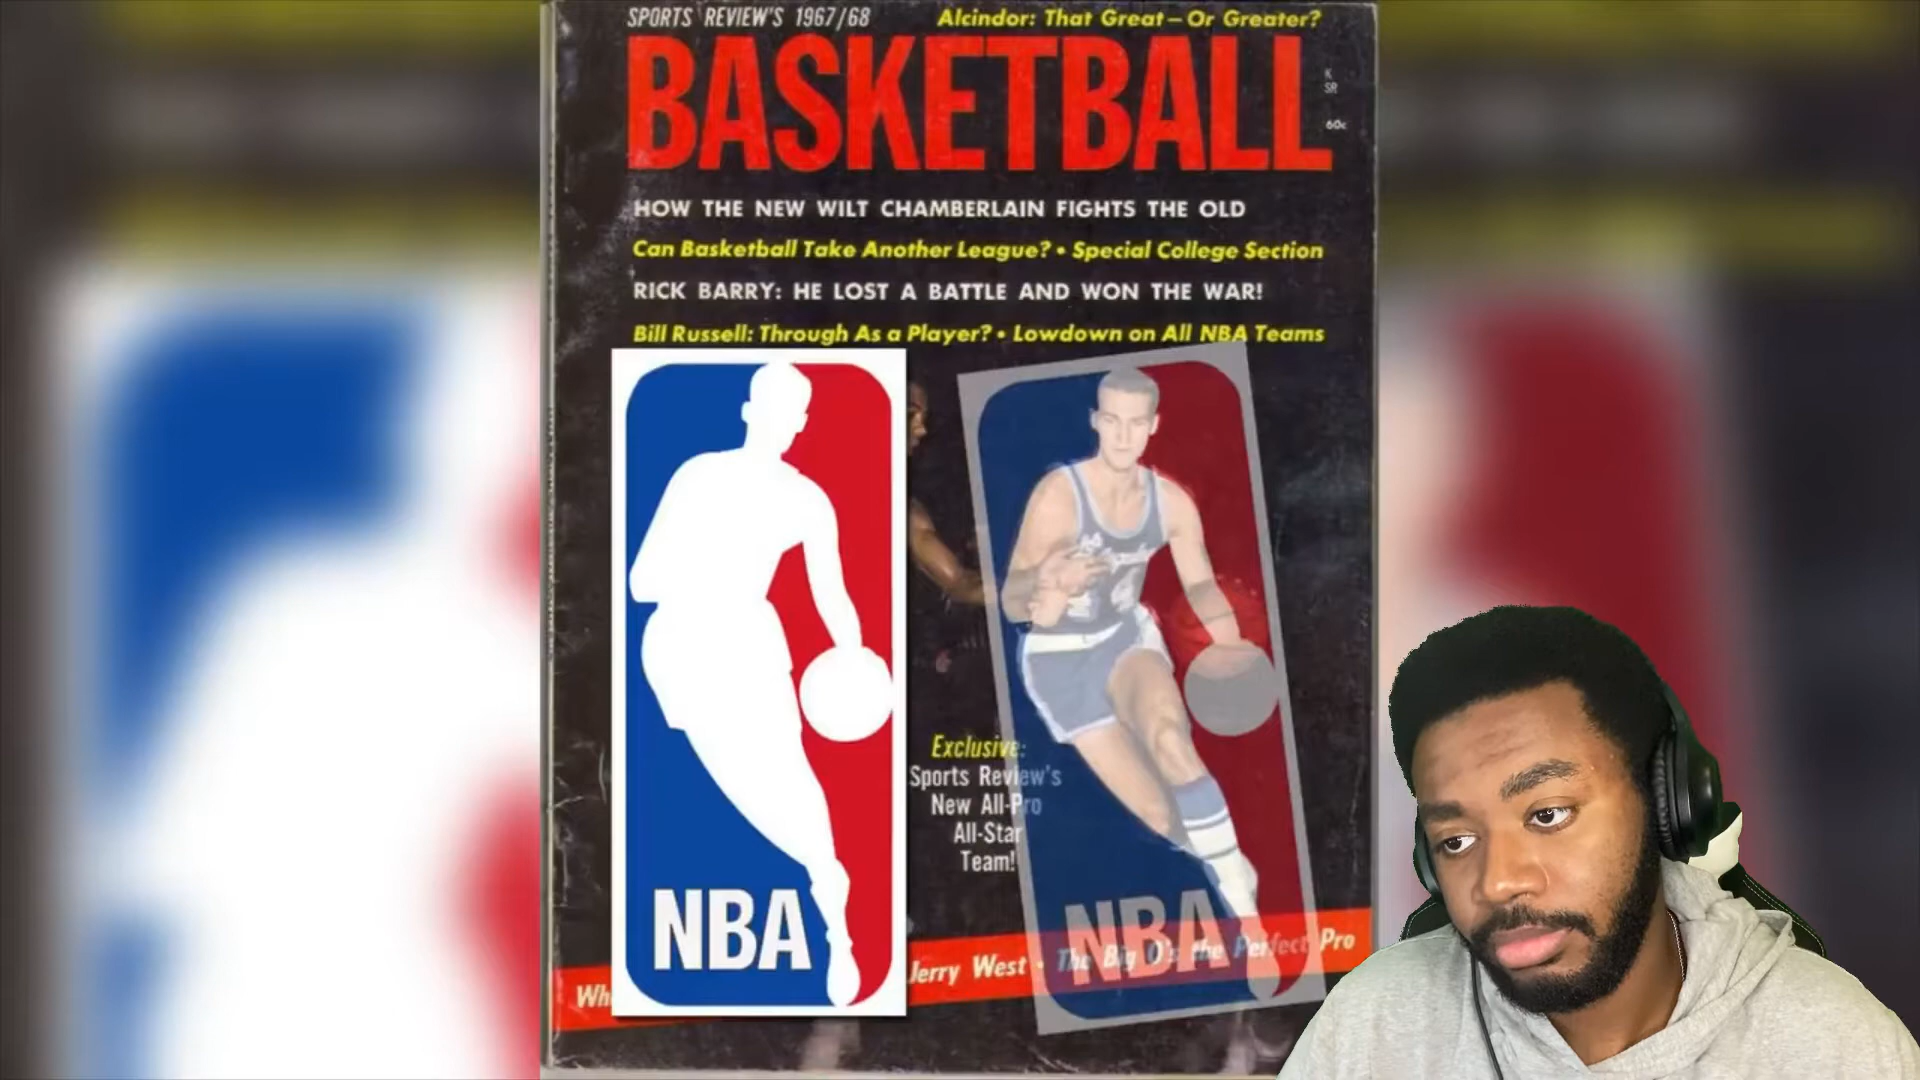 SPORTS REVIEW'S 1967/68
Alcindor: That Great—Or Greater?
BASKETBALL
K
SR
60c
HOW THE NEW WILT CHAMBERLAIN FIGHTS THE OLD
Can Basketball Take Another League? • Special College Section
RICK BARRY: HE LOST A BATTLE AND WON THE WAR!
Bill Russell: Through As a Player? • Lowdown on All NBA Teams
Exclusive:
Sports Review's
New All-Pro
All-Star
Team!
NBA
NBA
Jerry West • The Big O's the Perfect Pro